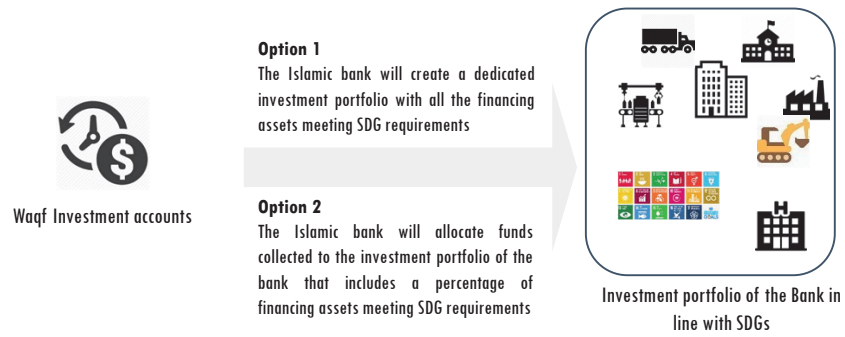 Option 1
The Islamic bank will create a dedicated
investment portfolio with all the financing
assets meeting SDG requirements
$
Waqf Investment accounts
Option 2
The Islamic bank will allocate funds
collected to the investment portfolio of the
bank that includes a percentage of
financing assets meeting SDG requirements
H
Investment portfolio of the Bank in
line with SDGs